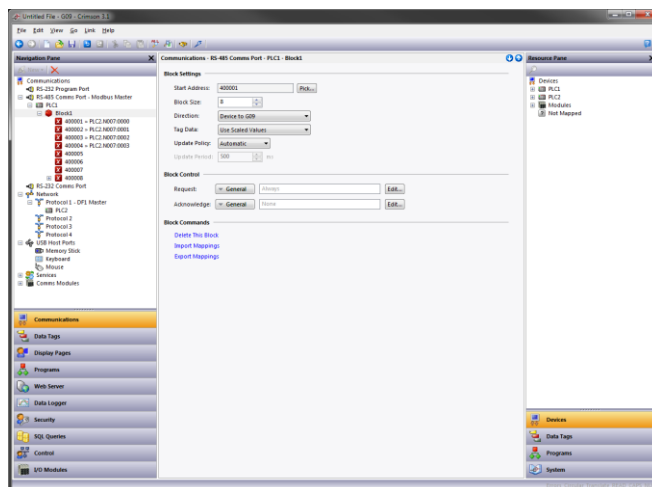 Untitled File - G09 - Crimson 3.1
File Edit View Go Link Help
Navigation Pane
Communications
RS-232 Program Port
RS-485 Comms Port - Modbus Master
PLC1
Block1
400001 = PLC2.N007:0000
400002 = PLC2.N007:0001
400003 = PLC2.N007:0002
400004 = PLC2.N007:0003
400005
400006
400007
400008
RS-232 Comms Port
Network
Protocol 1 - DF1 Master
PLC2
Protocol 2
Protocol 3
Protocol 4
USB Host Ports
Memory Stick
Keyboard
Mouse
Services
Comms Modules
Communications
Data Tags
Display Pages
Programs
Web Server
Data Logger
Security
SQL Queries
Control
I/O Modules
Communications - RS-485 Comms Port - PLC1 - Block1
Block Settings
Start Address: 400001 Pick...
Block Size: 8
Direction: Device to G09
Tag Data: Use Scaled Values
Update Policy: Automatic
Update Period: 500 ms
Block Control
Request: General Always Edit...
Acknowledge: General None Edit...
Block Commands
Delete This Block
Import Mappings
Export Mappings
Resource Pane
Devices
PLC1
PLC2
Modules
Not Mapped
Devices
Data Tags
Programs
System